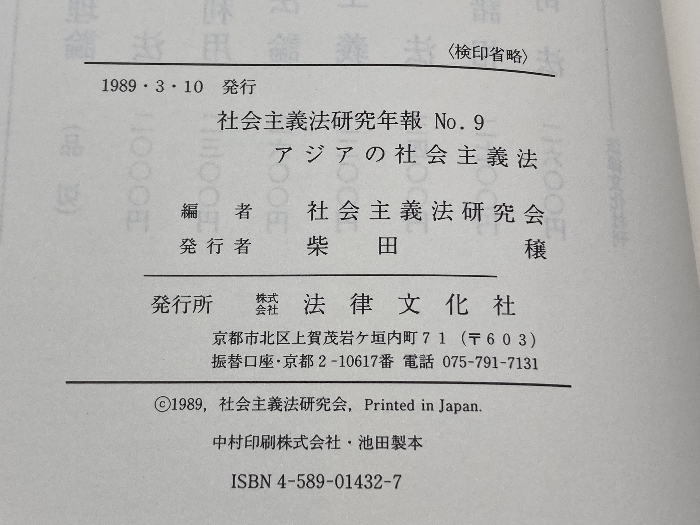 〈検印省略〉
1989・3・10 発行
社会主義法研究年報 No. 9
アジアの社会主義法
編者 社会主義法研究会
発行者 柴田 穣
発行所 株式会社 法律文化社
京都市北区上賀茂岩ケ垣内町71（〒603）
振替口座・京都2-10617番 電話 075-791-7131
©1989, 社会主義法研究会, Printed in Japan.
中村印刷株式会社・池田製本
ISBN 4-589-01432-7